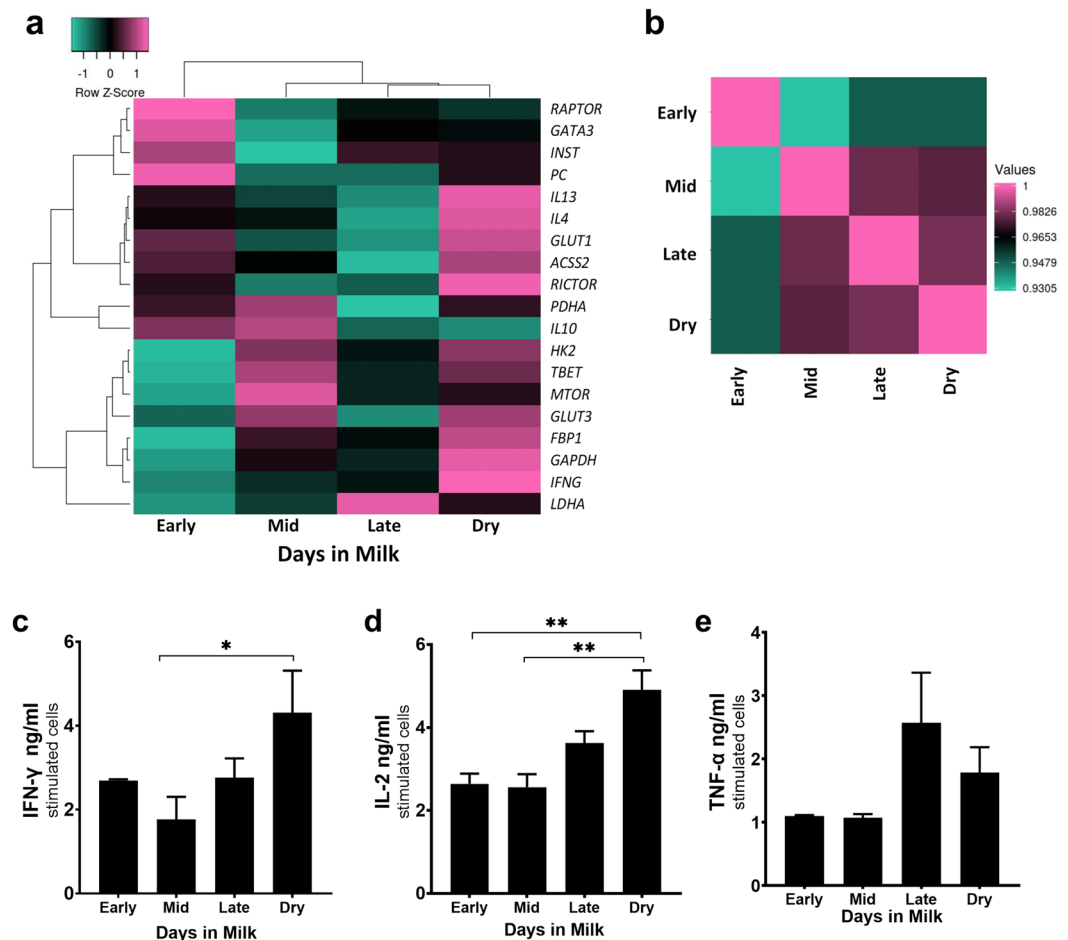 a
-1 0 1
Row Z-Score
RAPTOR
GATA3
INST
PC
IL13
IL4
GLUT1
ACSS2
RICTOR
PDHA
IL10
HK2
TBET
MTOR
GLUT3
FBP1
GAPDH
IFNG
LDHA
Early Mid Late Dry
Days in Milk
b
Early
Mid
Late
Dry
Early Mid Late Dry
Values
1
0.9826
0.9653
0.9479
0.9305
c
IFN-γ ng/ml
stimulated cells
6
4
2
0
*
Early Mid Late Dry
Days in Milk
d
IL-2 ng/ml
stimulated cells
6
4
2
0
**
**
Early Mid Late Dry
Days in Milk
e
TNF-α ng/ml
stimulated cells
4
3
2
1
0
Early Mid Late Dry
Days in Milk